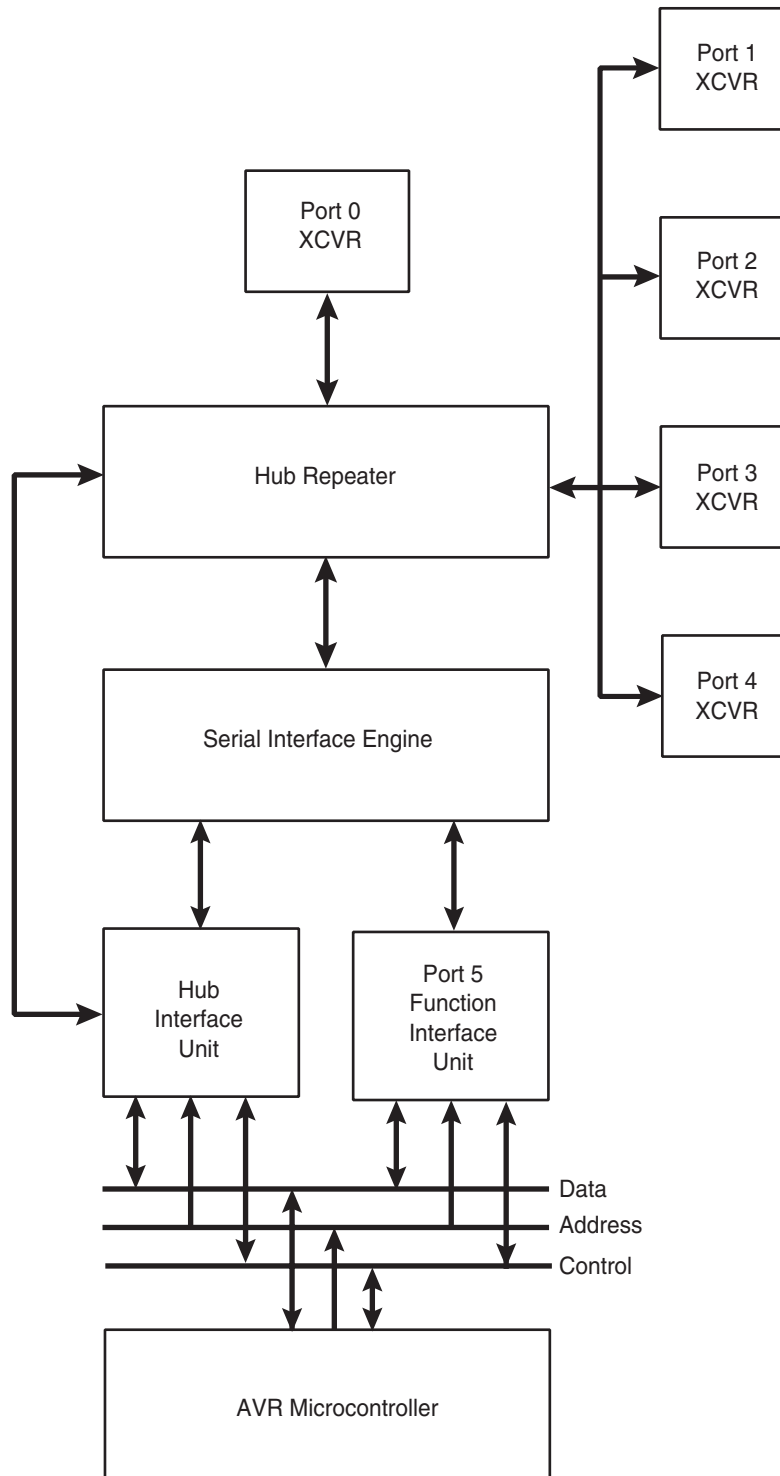 Port 1
XCVR
Port 0
XCVR
Port 2
XCVR
Hub Repeater
Port 3
XCVR
Port 4
XCVR
Serial Interface Engine
Hub
Interface
Unit
Port 5
Function
Interface
Unit
Data
Address
Control
AVR Microcontroller